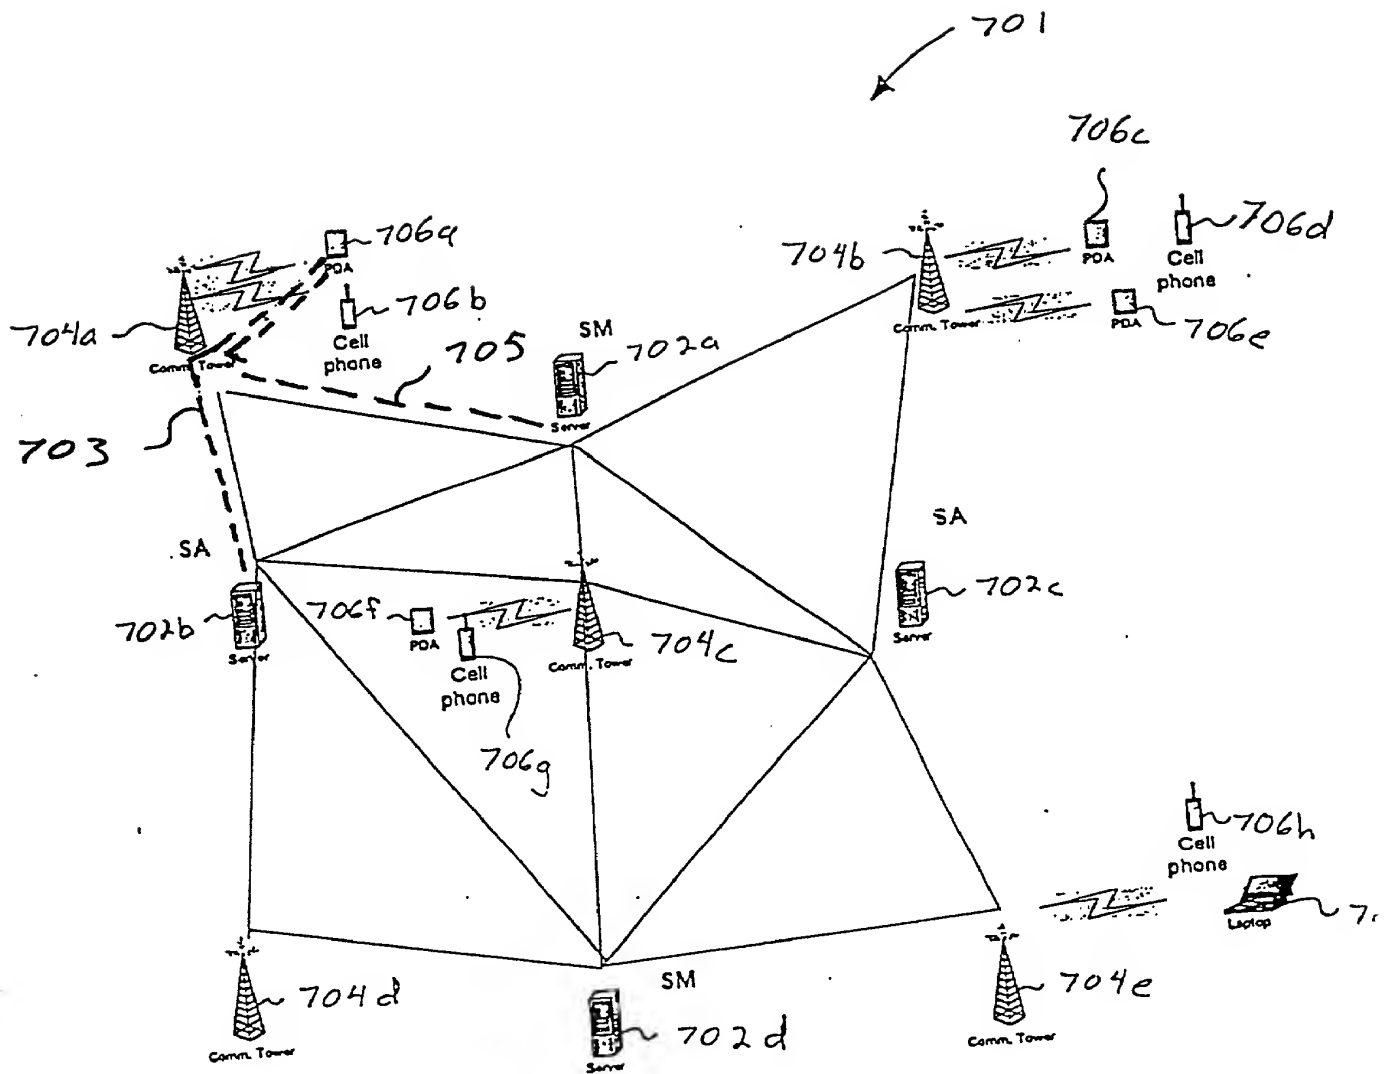 701
706c
706a
PDA
704b
PDA
706d
Cell
phone
704a
706b
Cell
phone
Comm. Tower
705
SM
702a
Server
Comm. Tower
PDA
706e
703
SA
SA
702b
Server
706f
PDA
Cell
phone
706g
704c
Comm. Tower
702c
Server
706h
Cell
phone
Laptop
704d
Comm. Tower
SM
702d
Server
704e
Comm. Tower